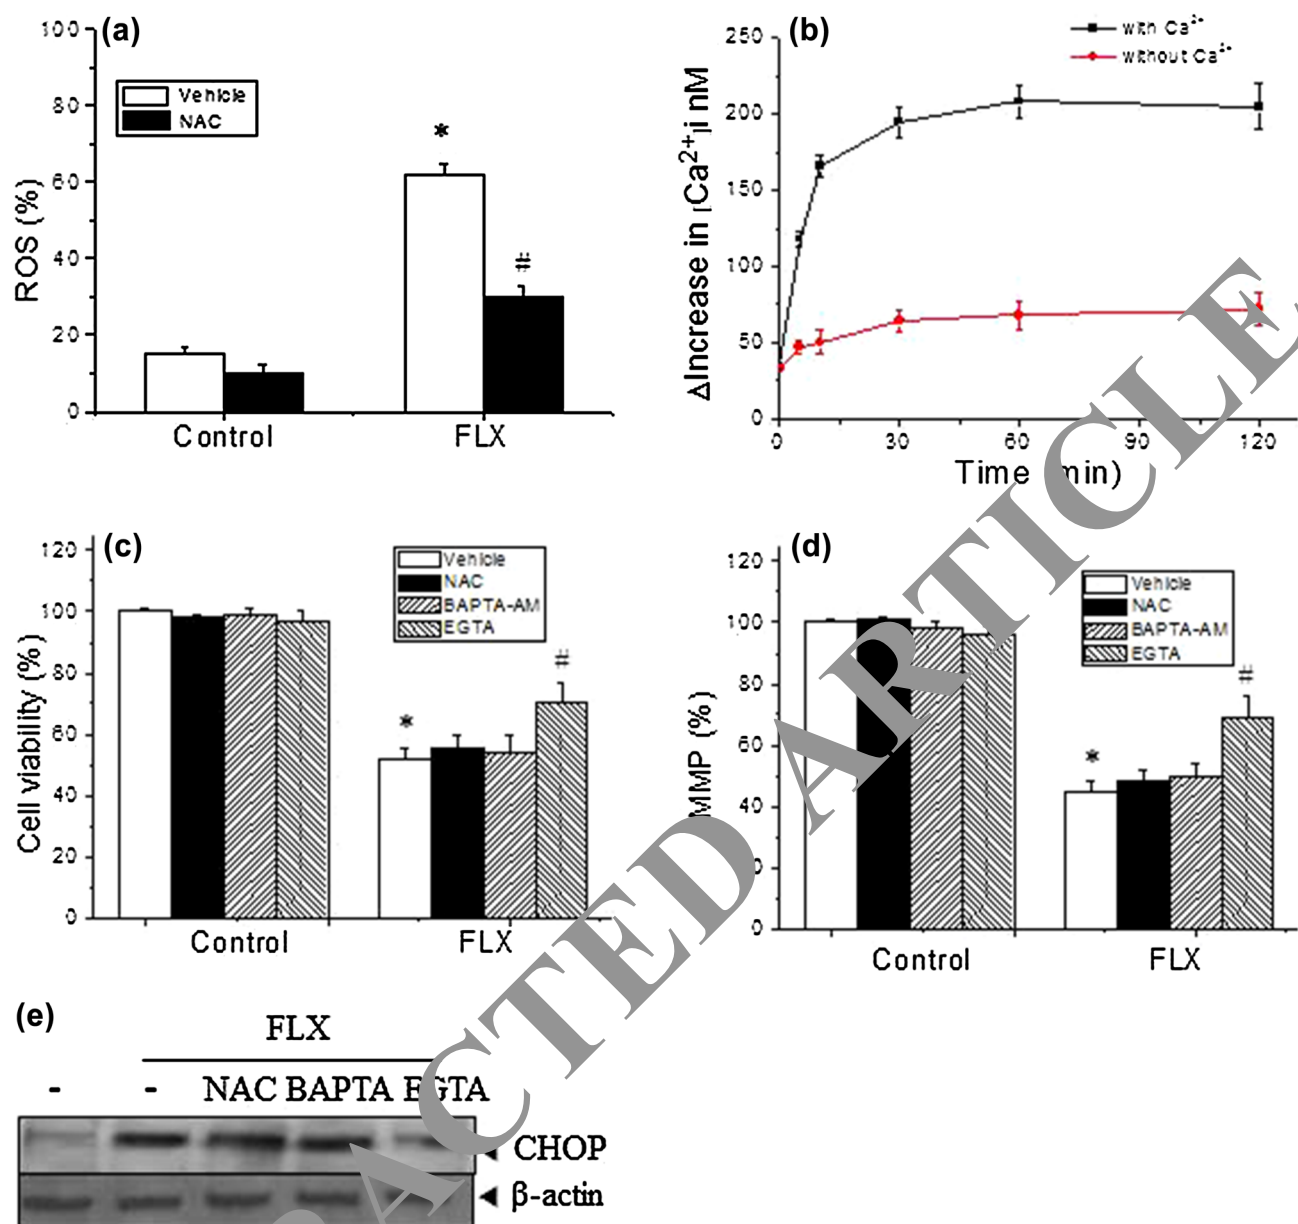 (a)
100
80
60
40
20
0
ROS (%)
Vehicle
NAC
*
#
Control FLX
(b)
with Ca²⁺
without Ca²⁺
250
200
150
100
50
0
ΔIncrease in [Ca²⁺]i nM
0 30 60 90 120
Time min)
(c)
120
100
80
60
40
20
0
Cell viability (%)
Vehicle
NAC
BAPTA-AM
EGTA
*
#
Control FLX
(d)
120
100
80
60
40
20
0
MMP (%)
Vehicle
NAC
BAPTA-AM
EGTA
*
#
Control FLX
(e)
FLX
- - NAC BAPTA EGTA
CHOP
β-actin
ACTED ARTICLE